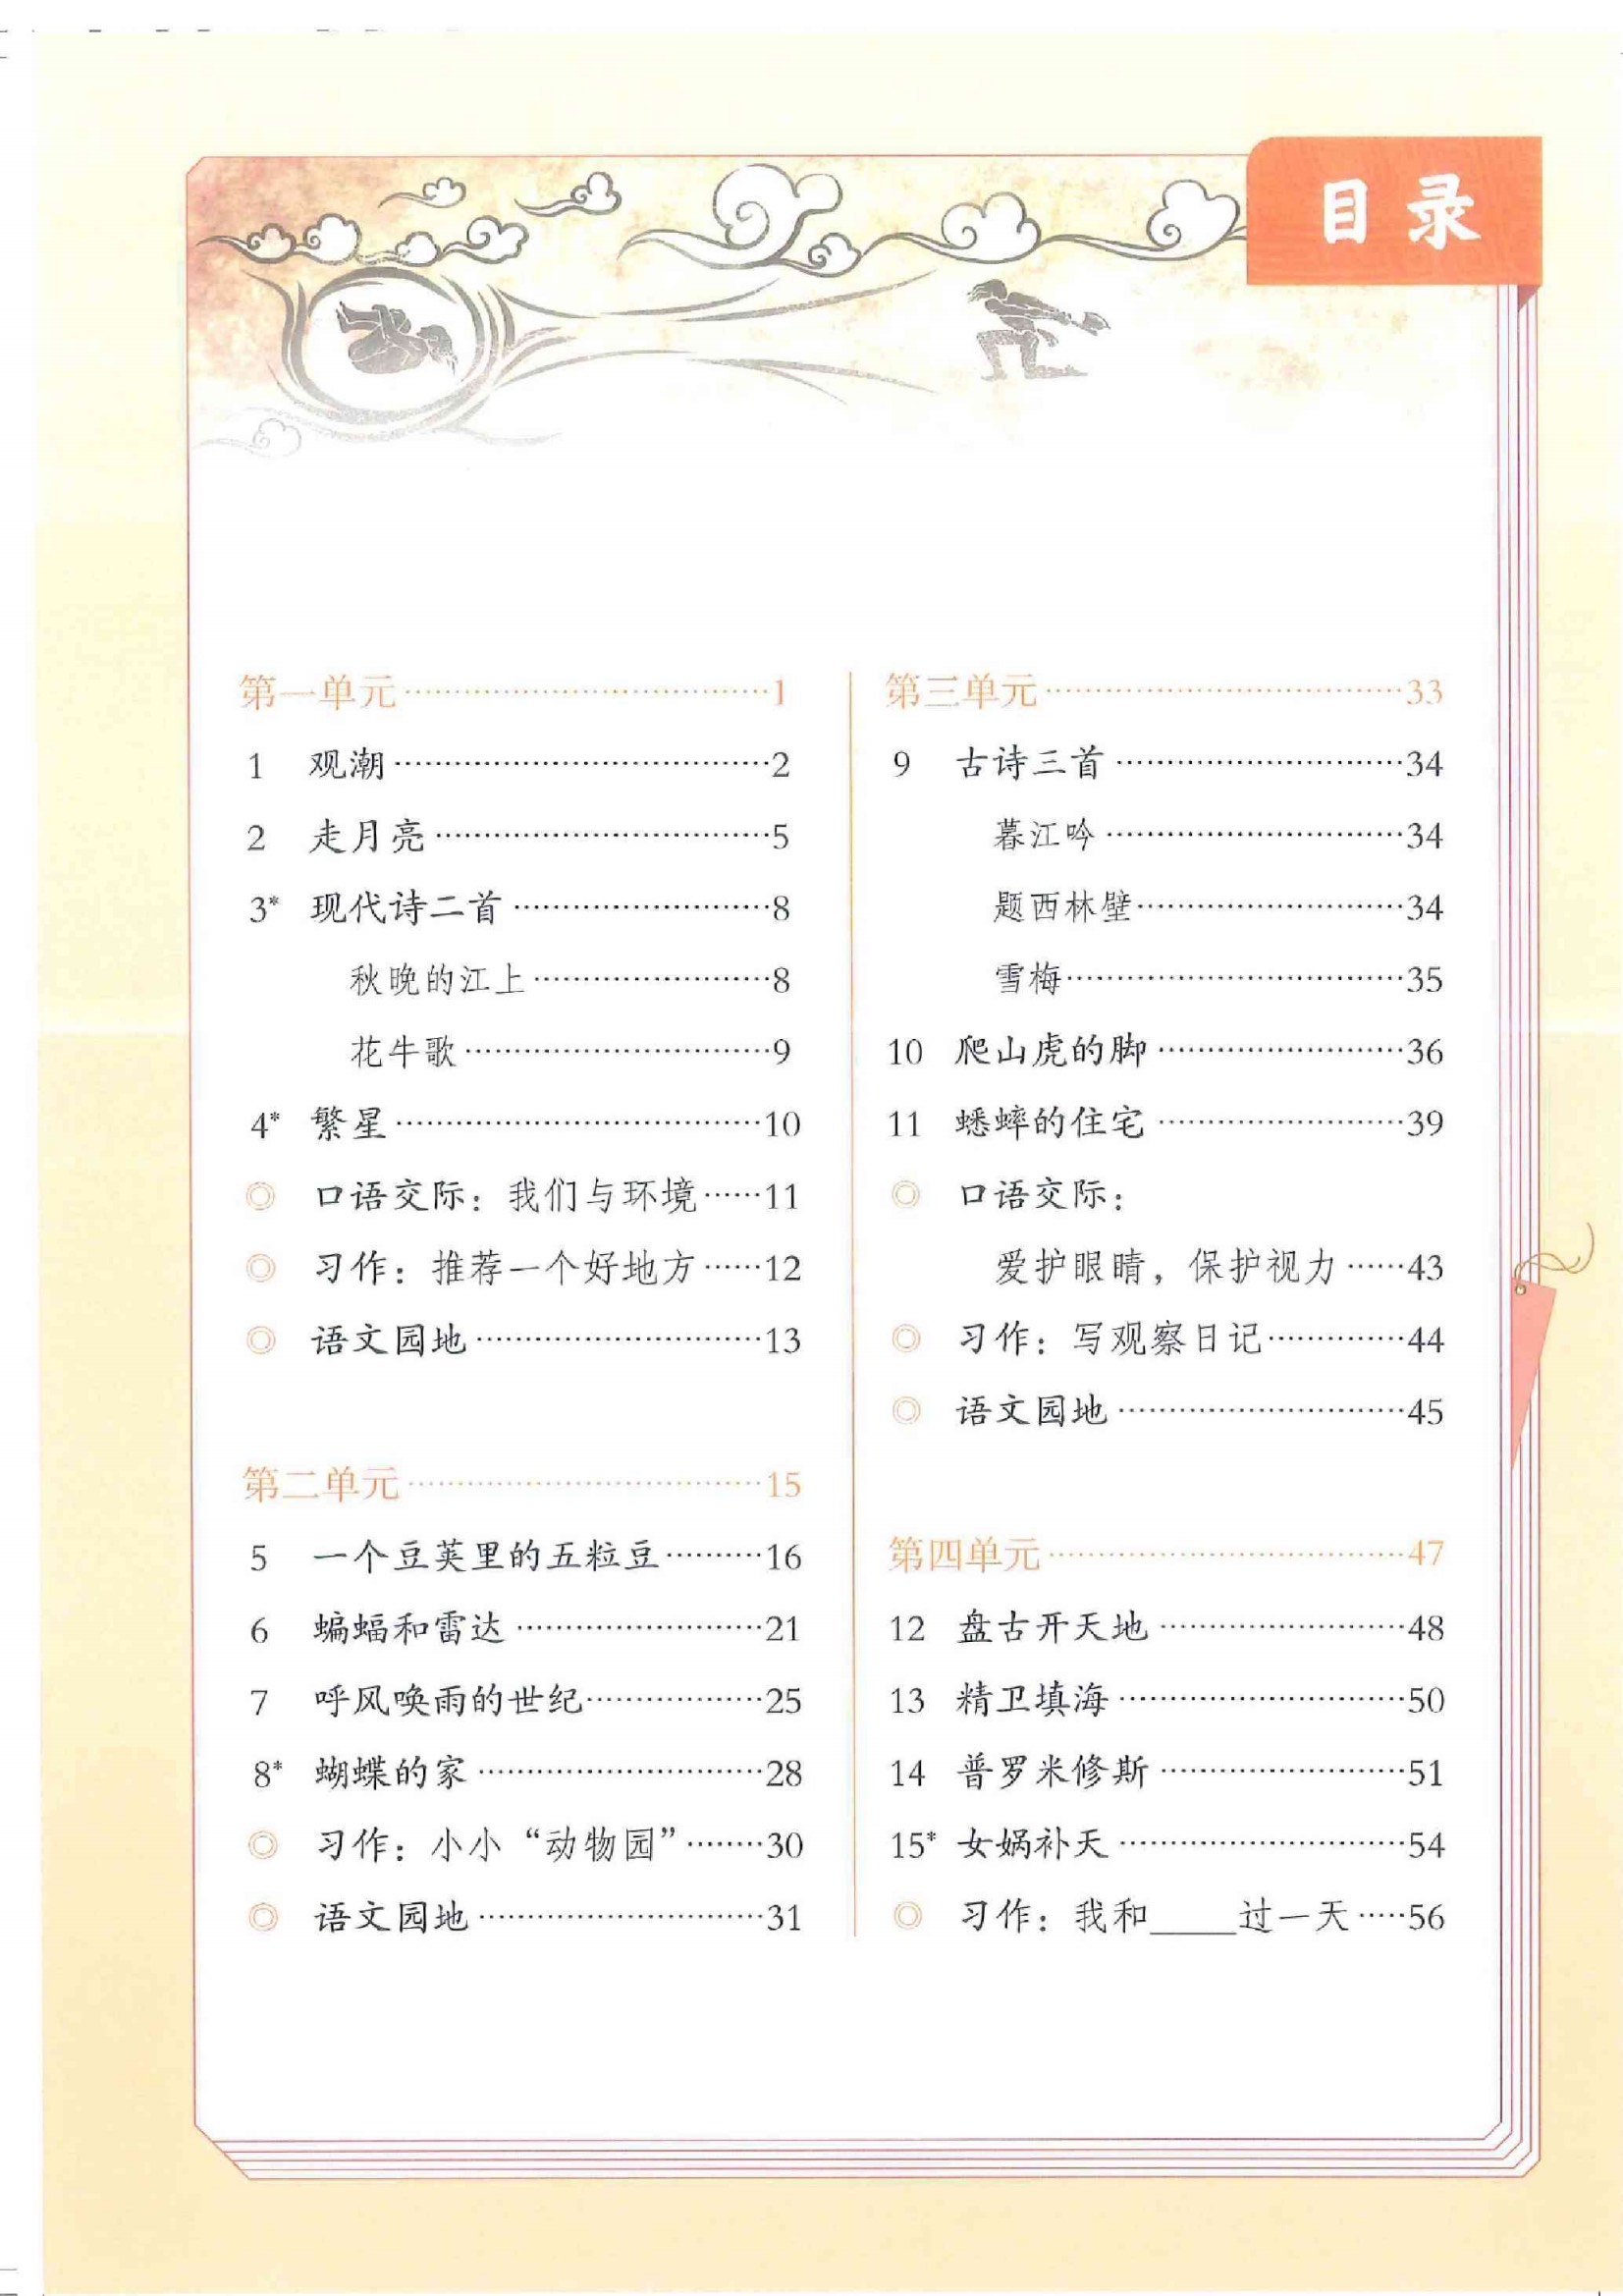 目录
第一单元……………………………1
1 观潮……………………………2
2 走月亮……………………………5
3* 现代诗二首……………………8
秋晚的江上……………………8
花牛歌…………………………9
4* 繁星……………………………10
◎ 口语交际：我们与环境……11
◎ 习作：推荐一个好地方……12
◎ 语文园地………………………13
第二单元……………………………15
5 一个豆荚里的五粒豆………16
6 蝙蝠和雷达……………………21
7 呼风唤雨的世纪………………25
8* 蝴蝶的家………………………28
◎ 习作：小小“动物园”………30
◎ 语文园地………………………31
第三单元……………………………33
9 古诗三首………………………34
暮江吟…………………………34
题西林壁………………………34
雪梅……………………………35
10 爬山虎的脚……………………36
11 蟋蟀的住宅……………………39
◎ 口语交际：
爱护眼睛，保护视力……43
◎ 习作：写观察日记…………44
◎ 语文园地………………………45
第四单元……………………………47
12 盘古开天地……………………48
13 精卫填海………………………50
14 普罗米修斯……………………51
15* 女娲补天………………………54
◎ 习作：我和____过一天……56